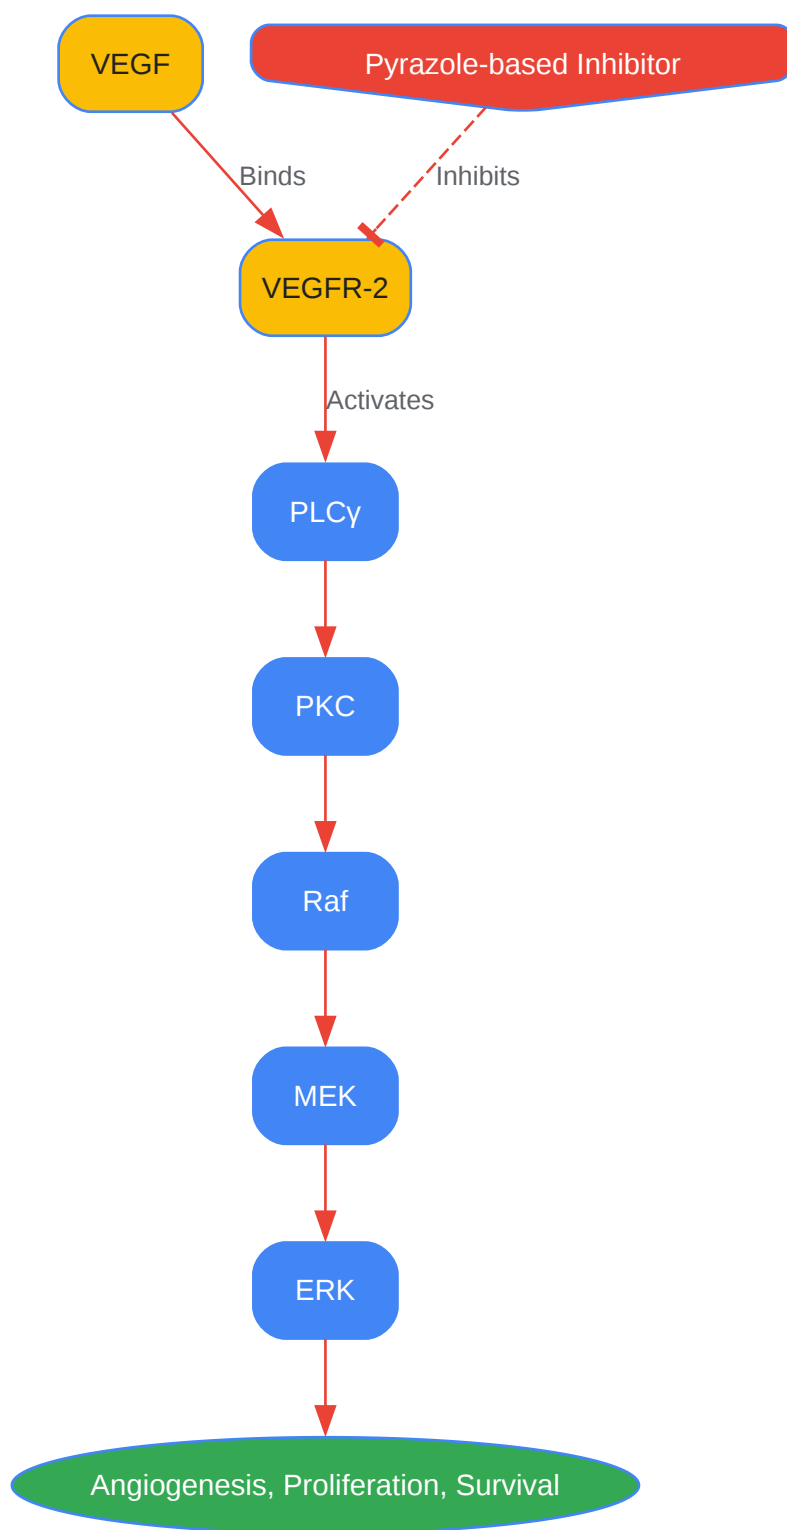 VEGF
Pyrazole-based Inhibitor
Binds
Inhibits
VEGFR-2
Activates
PLCγ
PKC
Raf
MEK
ERK
Angiogenesis, Proliferation, Survival